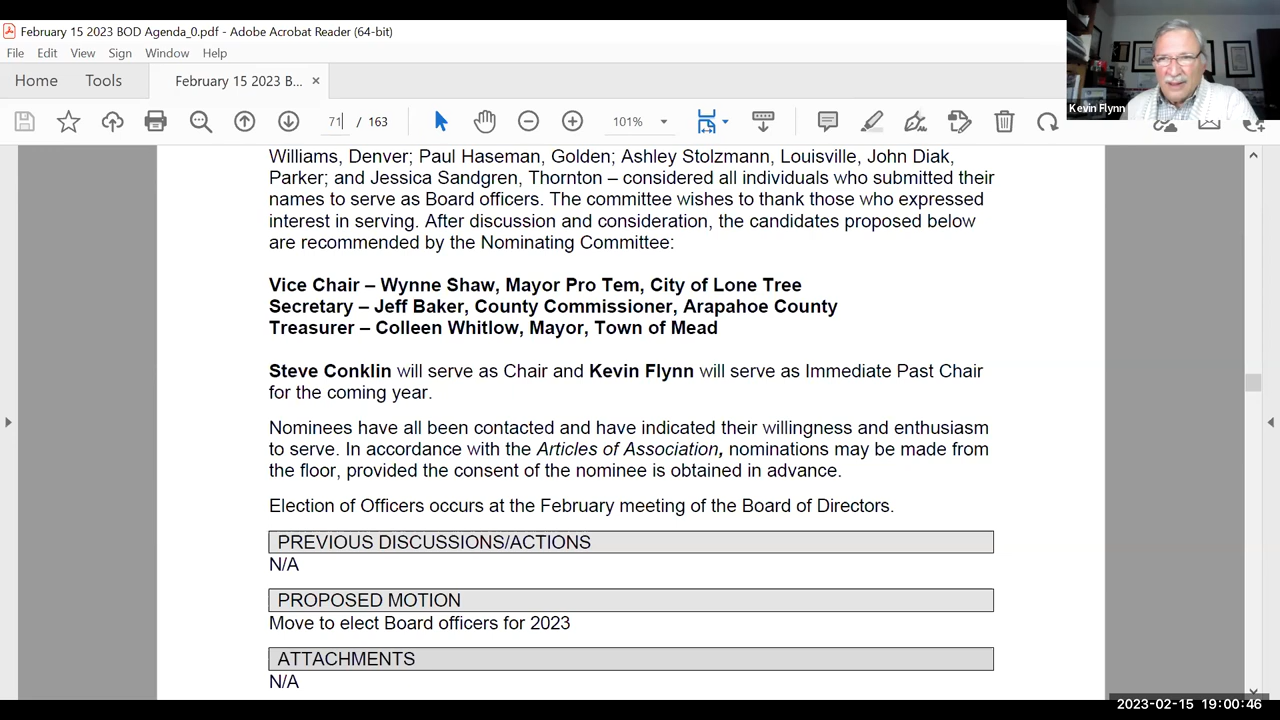 February 15 2023 BOD Agenda_0.pdf - Adobe Acrobat Reader (64-bit)
File Edit View Sign Window Help
Home Tools February 15 2023 B... ×
71 / 163 101%
Kevin Flynn
Williams, Denver; Paul Haseman, Golden; Ashley Stolzmann, Louisville, John Diak,
Parker; and Jessica Sandgren, Thornton – considered all individuals who submitted their
names to serve as Board officers. The committee wishes to thank those who expressed
interest in serving. After discussion and consideration, the candidates proposed below
are recommended by the Nominating Committee:
Vice Chair – Wynne Shaw, Mayor Pro Tem, City of Lone Tree
Secretary – Jeff Baker, County Commissioner, Arapahoe County
Treasurer – Colleen Whitlow, Mayor, Town of Mead
Steve Conklin will serve as Chair and Kevin Flynn will serve as Immediate Past Chair
for the coming year.
Nominees have all been contacted and have indicated their willingness and enthusiasm
to serve. In accordance with the Articles of Association, nominations may be made from
the floor, provided the consent of the nominee is obtained in advance.
Election of Officers occurs at the February meeting of the Board of Directors.
PREVIOUS DISCUSSIONS/ACTIONS
N/A
PROPOSED MOTION
Move to elect Board officers for 2023
ATTACHMENTS
N/A
2023-02-15 19:00:46